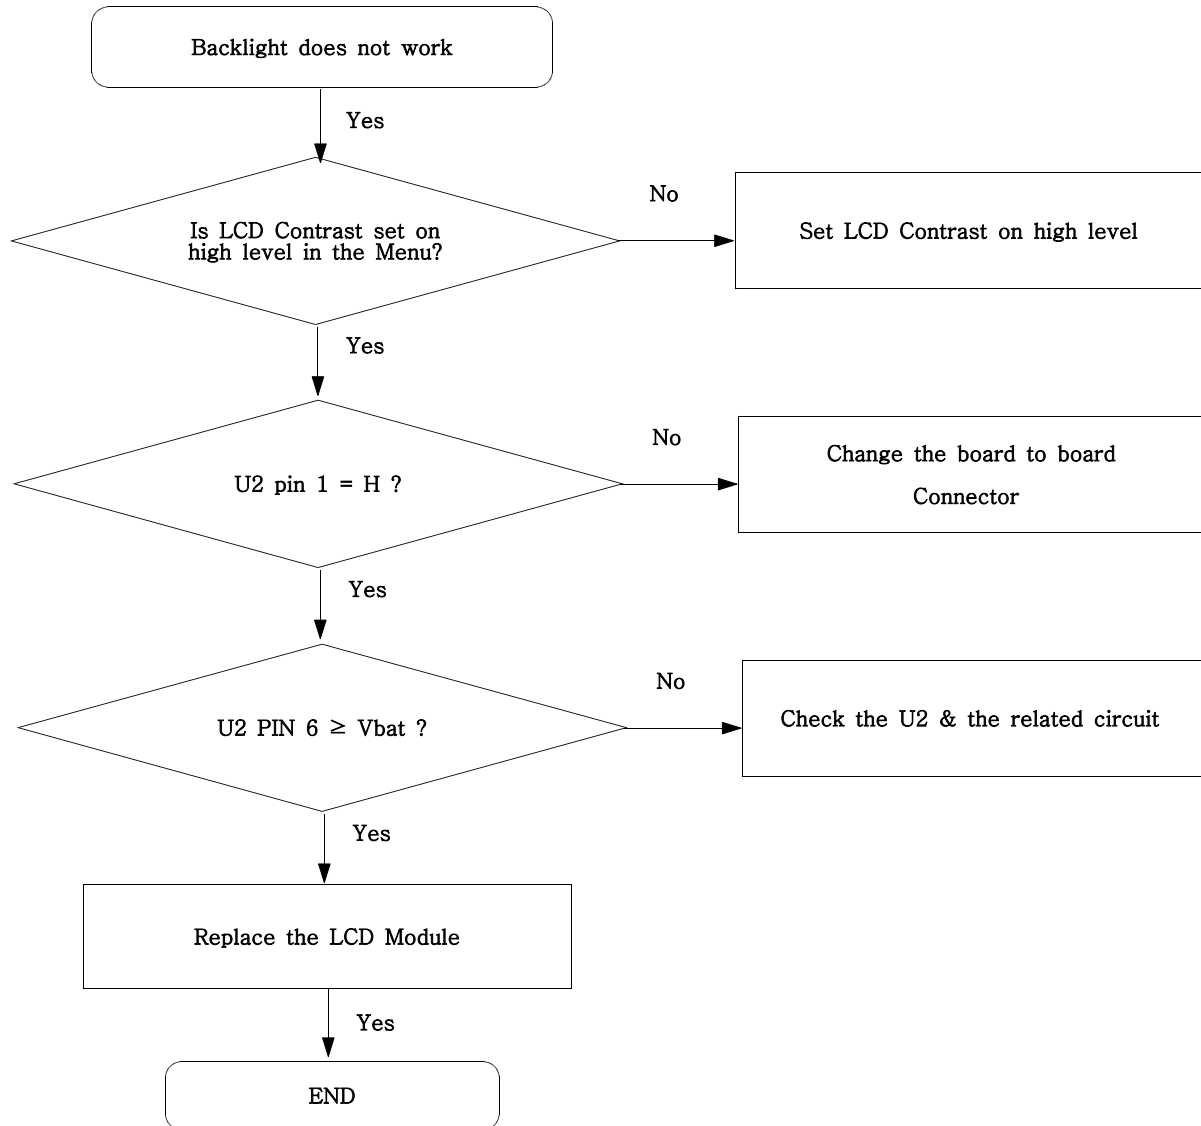 Backlight does not work
Yes
Is LCD Contrast set on
high level in the Menu?
No
Set LCD Contrast on high level
Yes
U2 pin 1 = H ?
No
Change the board to board
Connector
Yes
U2 PIN 6 ≥ Vbat ?
No
Check the U2 & the related circuit
Yes
Replace the LCD Module
Yes
END